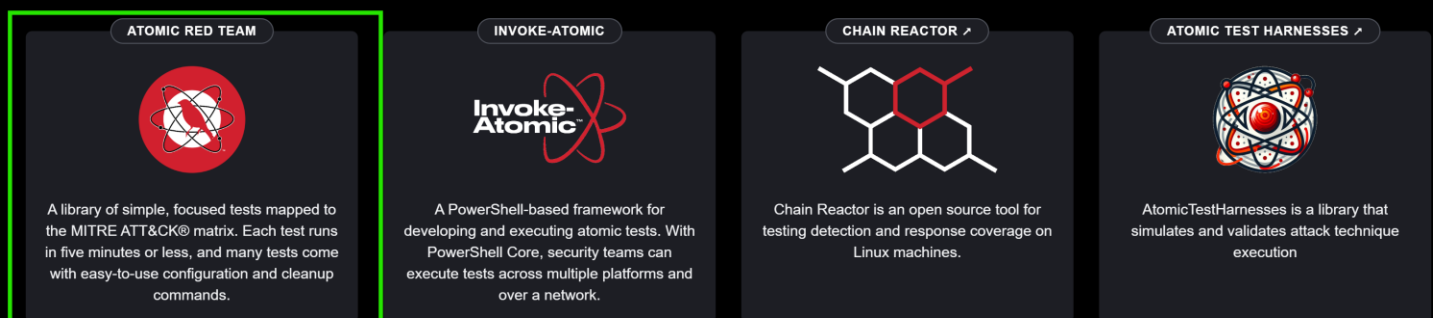 ATOMIC RED TEAM
A library of simple, focused tests mapped to
the MITRE ATT&CK® matrix. Each test runs
in five minutes or less, and many tests come
with easy-to-use configuration and cleanup
commands.
INVOKE-ATOMIC
Invoke-
Atomic™
A PowerShell-based framework for
developing and executing atomic tests. With
PowerShell Core, security teams can
execute tests across multiple platforms and
over a network.
CHAIN REACTOR ↗
Chain Reactor is an open source tool for
testing detection and response coverage on
Linux machines.
ATOMIC TEST HARNESSES ↗
AtomicTestHarnesses is a library that
simulates and validates attack technique
execution